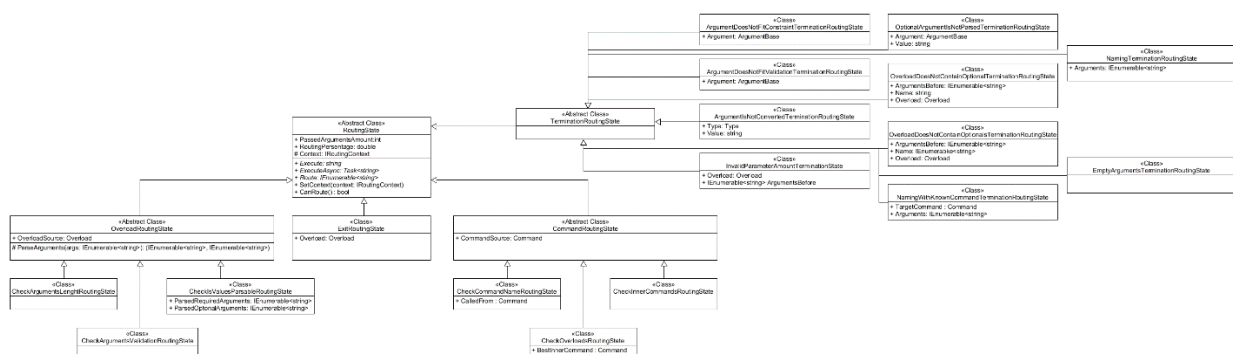 «Class»
ArgumentDoesNotFitConstraintTerminationRoutingState
+ Argument: ArgumentBase
«Class»
OptionalArgumentIsNotParsedTerminationRoutingState
+ Argument: ArgumentBase
+ Value: string
«Class»
NamingTerminationRoutingState
+ Arguments: IEnumerable<string>
«Class»
ArgumentDoesNotFitValidationTerminationRoutingState
+ Argument: ArgumentBase
«Class»
OverloadDoesNotContainOptionalTerminationRoutingState
+ ArgumentsBefore: IEnumerable<string>
+ Name: string
+ Overload: Overload
«Abstract Class»
TerminationRoutingState
«Class»
ArgumentIsNotConvertedTerminationRoutingState
+ Type: Type
+ Value: string
«Abstract Class»
RoutingState
+ PassedArgumentsAmount:int
+ RoutingPercentage: double
# Context: IRoutingContext
+ Execute: string
+ ExecuteAsync: Task<string>
+ Route: IEnumerable<string>
+ SetContext(context: IRoutingContext)
+ CanRoute() : bool
«Class»
OverloadDoesNotContainOptionalsTerminationRoutingState
+ ArgumentsBefore: IEnumerable<string>
+ Name: IEnumerable<string>
+ Overload: Overload
«Class»
InvalidParameterAmountTerminationState
+ Overload: Overload
+ IEnumerable<string> ArgumentsBefore
«Class»
EmptyArgumentsTerminationRoutingState
«Class»
NamingWithKnownCommandTerminationRoutingState
+ TargetCommand : Command
+ Arguments: IEnumerable<string>
«Abstract Class»
OverloadRoutingState
+ OverloadSource: Overload
# ParseArguments(args: IEnumerable<string>): (IEnumerable<string>, IEnumerable<string>)
«Class»
ExitRoutingState
+ Overload: Overload
«Abstract Class»
CommandRoutingState
+ CommandSource: Command
«Class»
CheckArgumentsLenghtRoutingState
«Class»
CheckIsValuesParsableRoutingState
+ ParsedRequiredArguments: IEnumerable<string>
+ ParsedOptionalArguments: IEnumerable<string>
«Class»
CheckCommandNameRoutingState
+ CalledFrom : Command
«Class»
CheckInnerCommandsRoutingState
«Class»
CheckArgumentsValidationRoutingState
«Class»
CheckOverloadsRoutingState
+ BestInnerCommand : Command